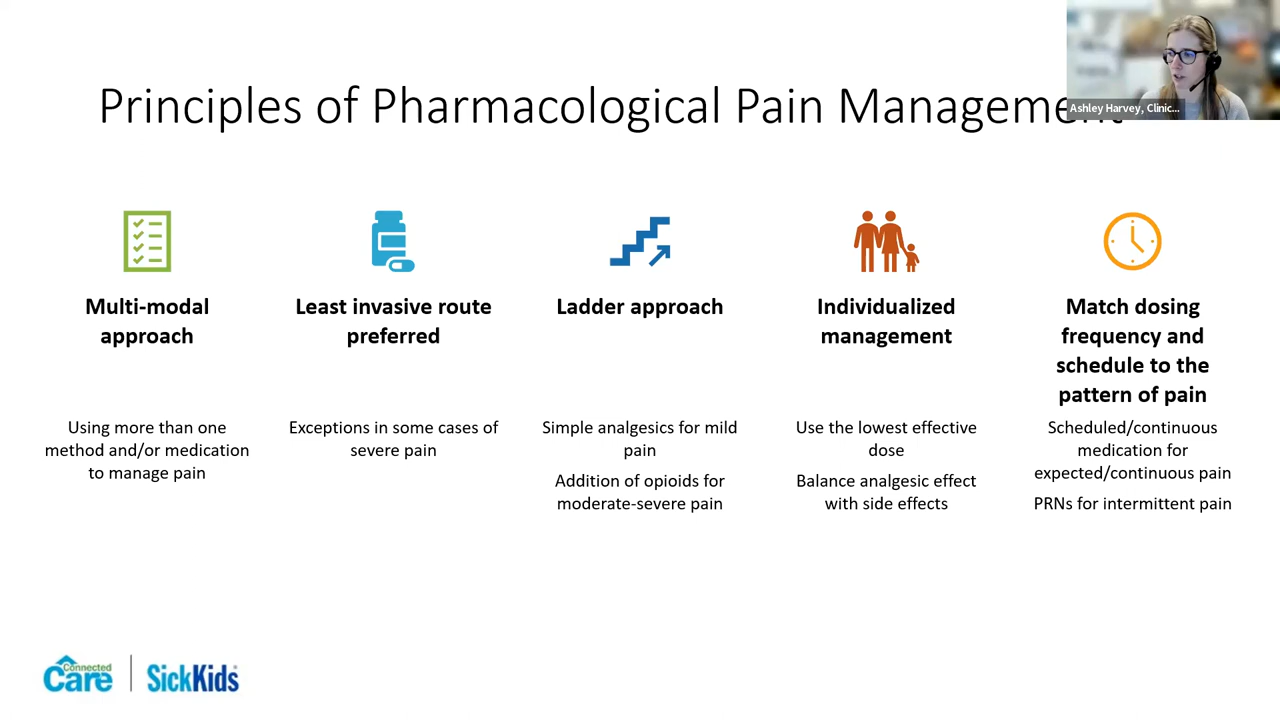 Principles of Pharmacological Pain Management
Ashley Harvey, Clinic...
Multi-modal
approach
Using more than one
method and/or medication
to manage pain
Least invasive route
preferred
Exceptions in some cases of
severe pain
Ladder approach
Simple analgesics for mild
pain
Addition of opioids for
moderate-severe pain
Individualized
management
Use the lowest effective
dose
Balance analgesic effect
with side effects
Match dosing
frequency and
schedule to the
pattern of pain
Scheduled/continuous
medication for
expected/continuous pain
PRNs for intermittent pain
Connected
Care
SickKids